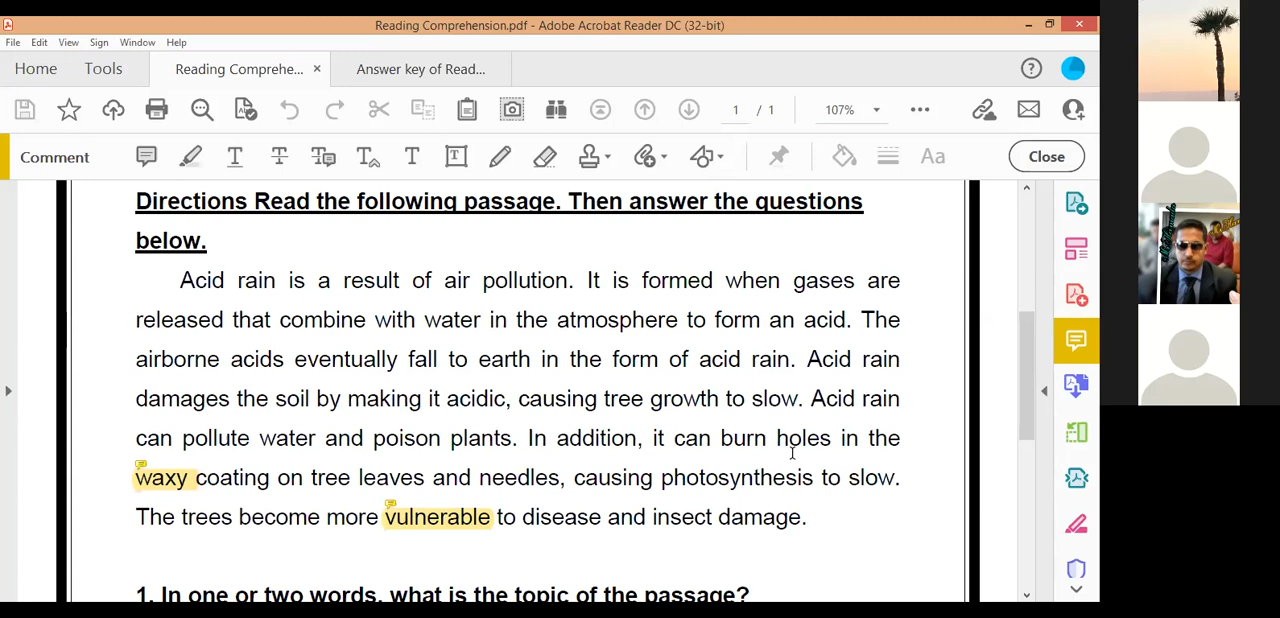 Reading Comprehension.pdf - Adobe Acrobat Reader DC (32-bit)
File Edit View Sign Window Help
Home Tools Reading Comprehe... × Answer key of Read...
1 / 1 107%
Comment Close
Directions Read the following passage. Then answer the questions
below.
Acid rain is a result of air pollution. It is formed when gases are
released that combine with water in the atmosphere to form an acid. The
airborne acids eventually fall to earth in the form of acid rain. Acid rain
damages the soil by making it acidic, causing tree growth to slow. Acid rain
can pollute water and poison plants. In addition, it can burn holes in the
waxy coating on tree leaves and needles, causing photosynthesis to slow.
The trees become more vulnerable to disease and insect damage.
1. In one or two words, what is the topic of the passage?